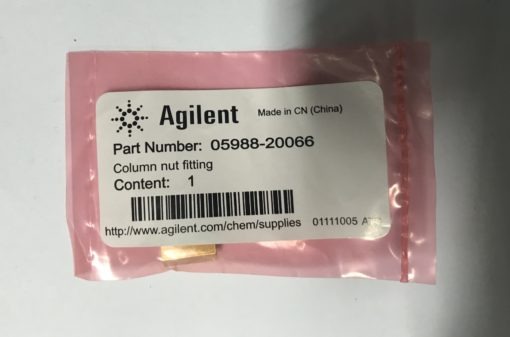 Agilent Made in CN (China)
Part Number: 05988-20066
Column nut fitting
Content: 1
http://www.agilent.com/chem/supplies 01111005